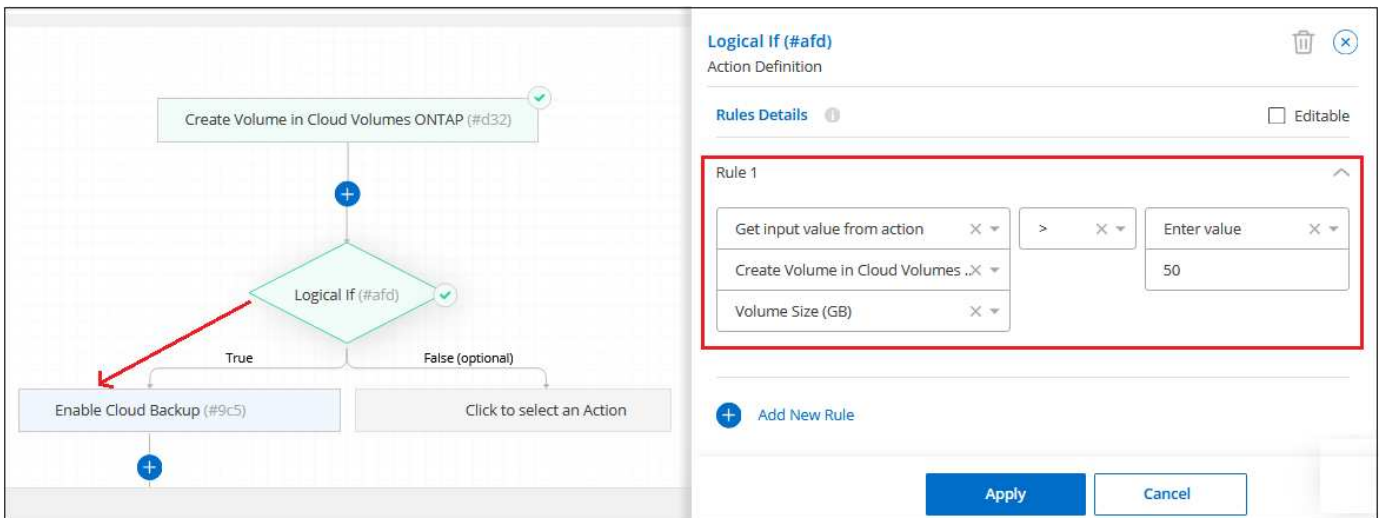 Create Volume in Cloud Volumes ONTAP (#d32)
Logical If (#afd)
True
False (optional)
Enable Cloud Backup (#9c5)
Click to select an Action
Logical If (#afd)
Action Definition
Rules Details
Editable
Rule 1
Get input value from action
>
Enter value
Create Volume in Cloud Volumes ..
50
Volume Size (GB)
Add New Rule
Apply
Cancel